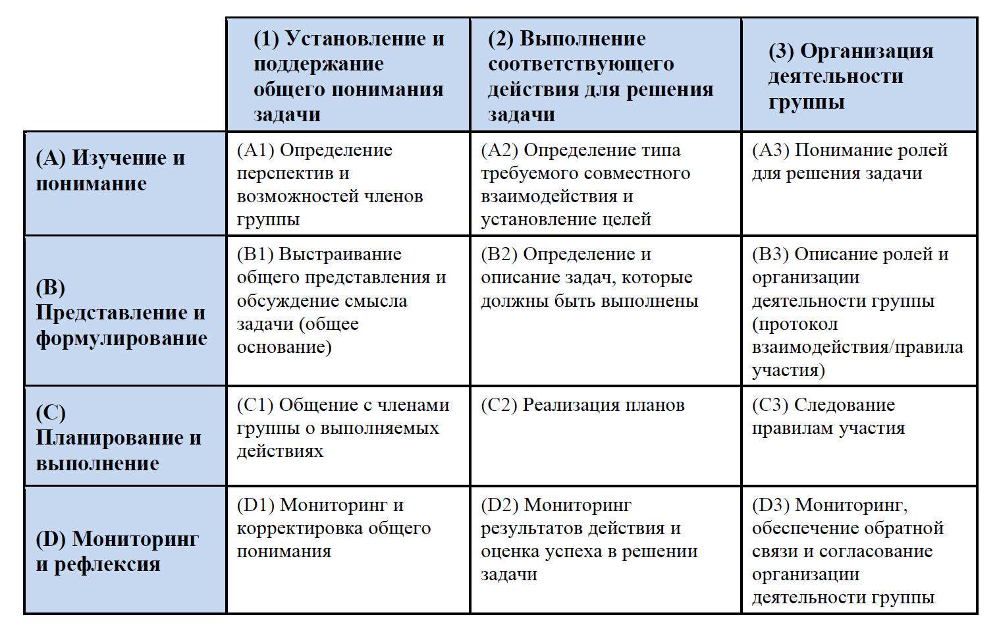 (1) Установление и
поддержание
общего понимания
задачи
(2) Выполнение
соответствующего
действия для решения
задачи
(3) Организация
деятельности
группы
(A) Изучение и
понимание
(A1) Определение
перспектив и
возможностей членов
группы
(A2) Определение типа
требуемого совместного
взаимодействия и
установление целей
(A3) Понимание ролей
для решения задачи
(B)
Представление и
формулирование
(B1) Выстраивание
общего представления и
обсуждение смысла
задачи (общее
основание)
(B2) Определение и
описание задач, которые
должны быть выполнены
(B3) Описание ролей и
организации
деятельности группы
(протокол
взаимодействия/правила
участия)
(C)
Планирование и
выполнение
(C1) Общение с членами
группы о выполняемых
действиях
(C2) Реализация планов
(C3) Следование
правилам участия
(D) Мониторинг
и рефлексия
(D1) Мониторинг и
корректировка общего
понимания
(D2) Мониторинг
результатов действия и
оценка успеха в решении
задачи
(D3) Мониторинг,
обеспечение обратной
связи и согласование
организации
деятельности группы